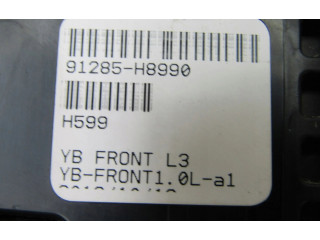 91285-H8990
H599
YB FRONT L3
YB-FRONT1.0L-a1